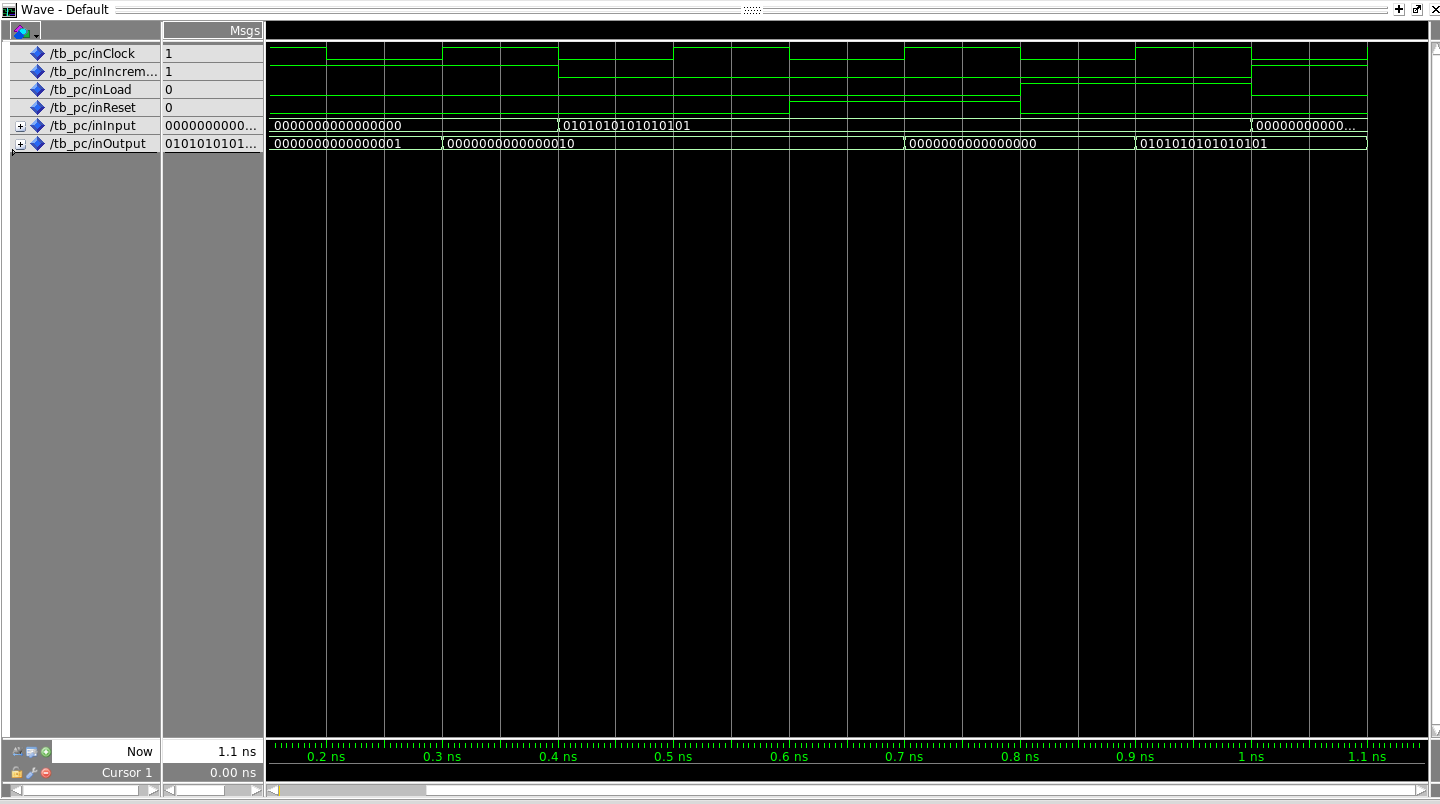 Wave - Default
Msgs
/tb_pc/inClock 1
/tb_pc/inIncrem... 1
/tb_pc/inLoad 0
/tb_pc/inReset 0
/tb_pc/inInput 0000000000... 0000000000000000 0101010101010101 00000000000...
/tb_pc/inOutput 0101010101... 0000000000000001 0000000000000010 0000000000000000 0101010101010101
Now 1.1 ns
0.2 ns 0.3 ns 0.4 ns 0.5 ns 0.6 ns 0.7 ns 0.8 ns 0.9 ns 1 ns 1.1 ns
Cursor 1 0.00 ns